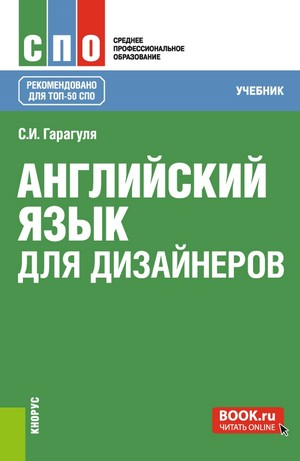 СПО
СРЕДНЕЕ
ПРОФЕССИОНАЛЬНОЕ
ОБРАЗОВАНИЕ
РЕКОМЕНДОВАНО
ДЛЯ ТОП-50 СПО
УЧЕБНИК
С.И. Гарагуля
АНГЛИЙСКИЙ
ЯЗЫК
ДЛЯ ДИЗАЙНЕРОВ
КНОРУС
BOOK.ru
ЧИТАТЬ ONLINE